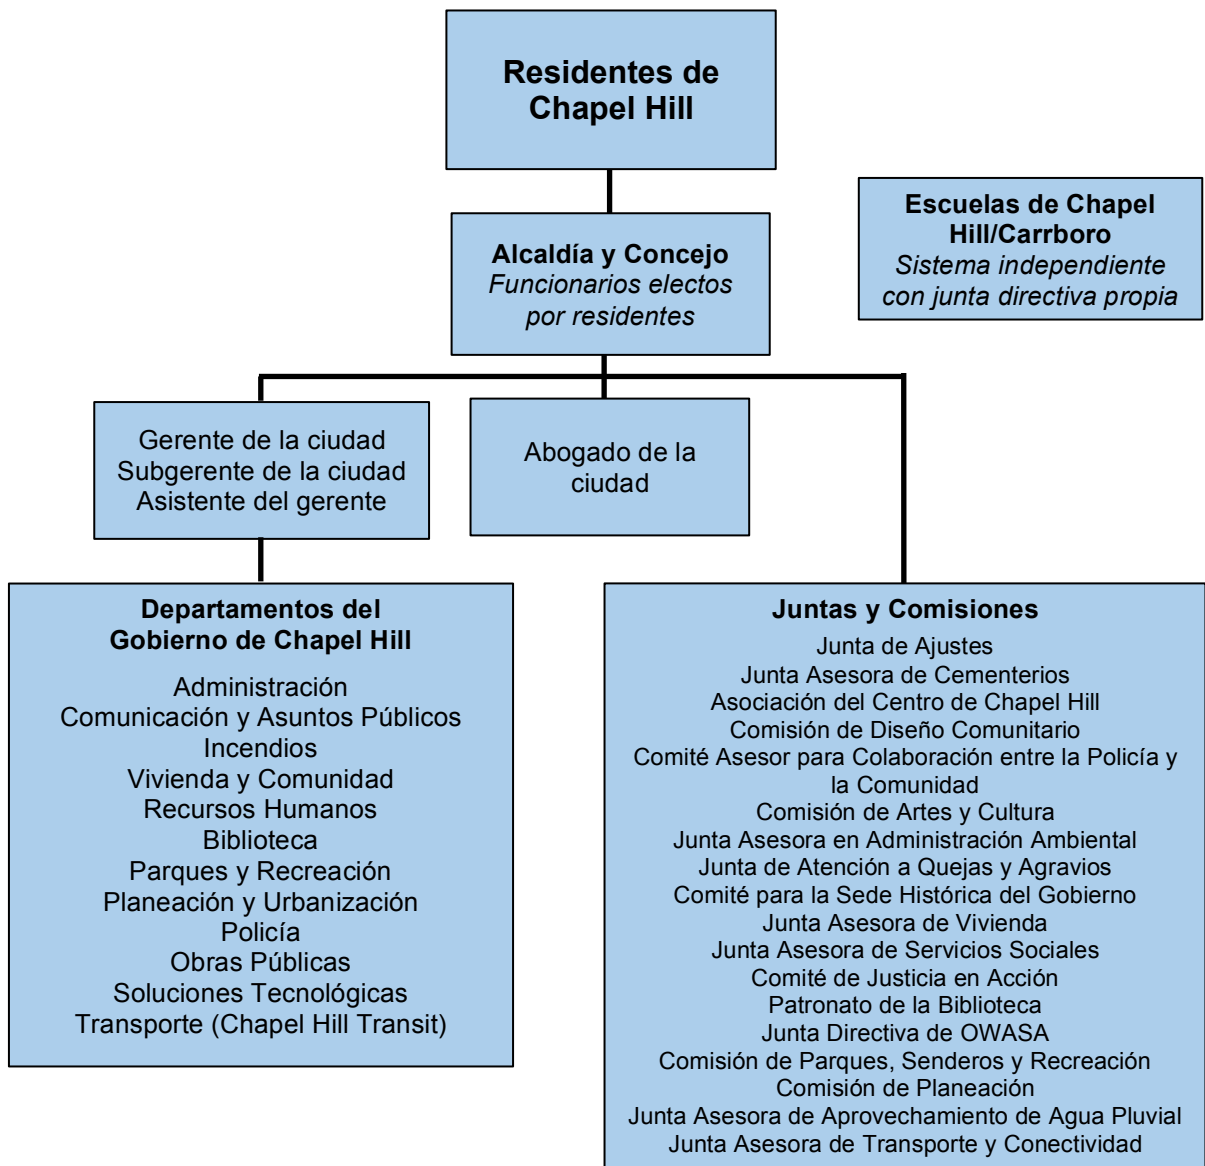 Residentes de
Chapel Hill
Escuelas de Chapel
Hill/Carrboro
Sistema independiente
con junta directiva propia
Alcaldía y Concejo
Funcionarios electos
por residentes
Gerente de la ciudad
Subgerente de la ciudad
Asistente del gerente
Abogado de la
ciudad
Departamentos del
Gobierno de Chapel Hill
Administración
Comunicación y Asuntos Públicos
Incendios
Vivienda y Comunidad
Recursos Humanos
Biblioteca
Parques y Recreación
Planeación y Urbanización
Policía
Obras Públicas
Soluciones Tecnológicas
Transporte (Chapel Hill Transit)
Juntas y Comisiones
Junta de Ajustes
Junta Asesora de Cementerios
Asociación del Centro de Chapel Hill
Comisión de Diseño Comunitario
Comité Asesor para Colaboración entre la Policía y
la Comunidad
Comisión de Artes y Cultura
Junta Asesora en Administración Ambiental
Junta de Atención a Quejas y Agravios
Comité para la Sede Histórica del Gobierno
Junta Asesora de Vivienda
Junta Asesora de Servicios Sociales
Comité de Justicia en Acción
Patronato de la Biblioteca
Junta Directiva de OWASA
Comisión de Parques, Senderos y Recreación
Comisión de Planeación
Junta Asesora de Aprovechamiento de Agua Pluvial
Junta Asesora de Transporte y Conectividad